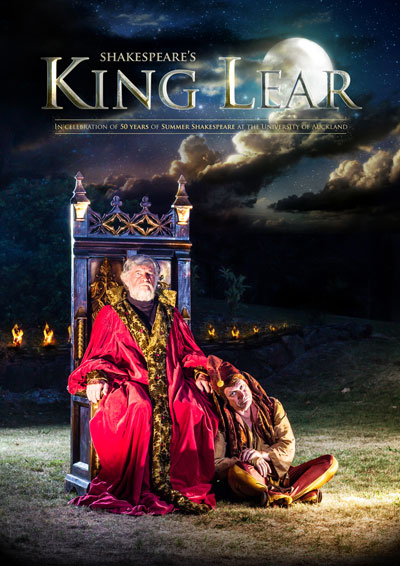 SHAKESPEARE'S
KING LEAR
IN CELEBRATION OF 50 YEARS OF SUMMER SHAKESPEARE AT THE UNIVERSITY OF AUCKLAND